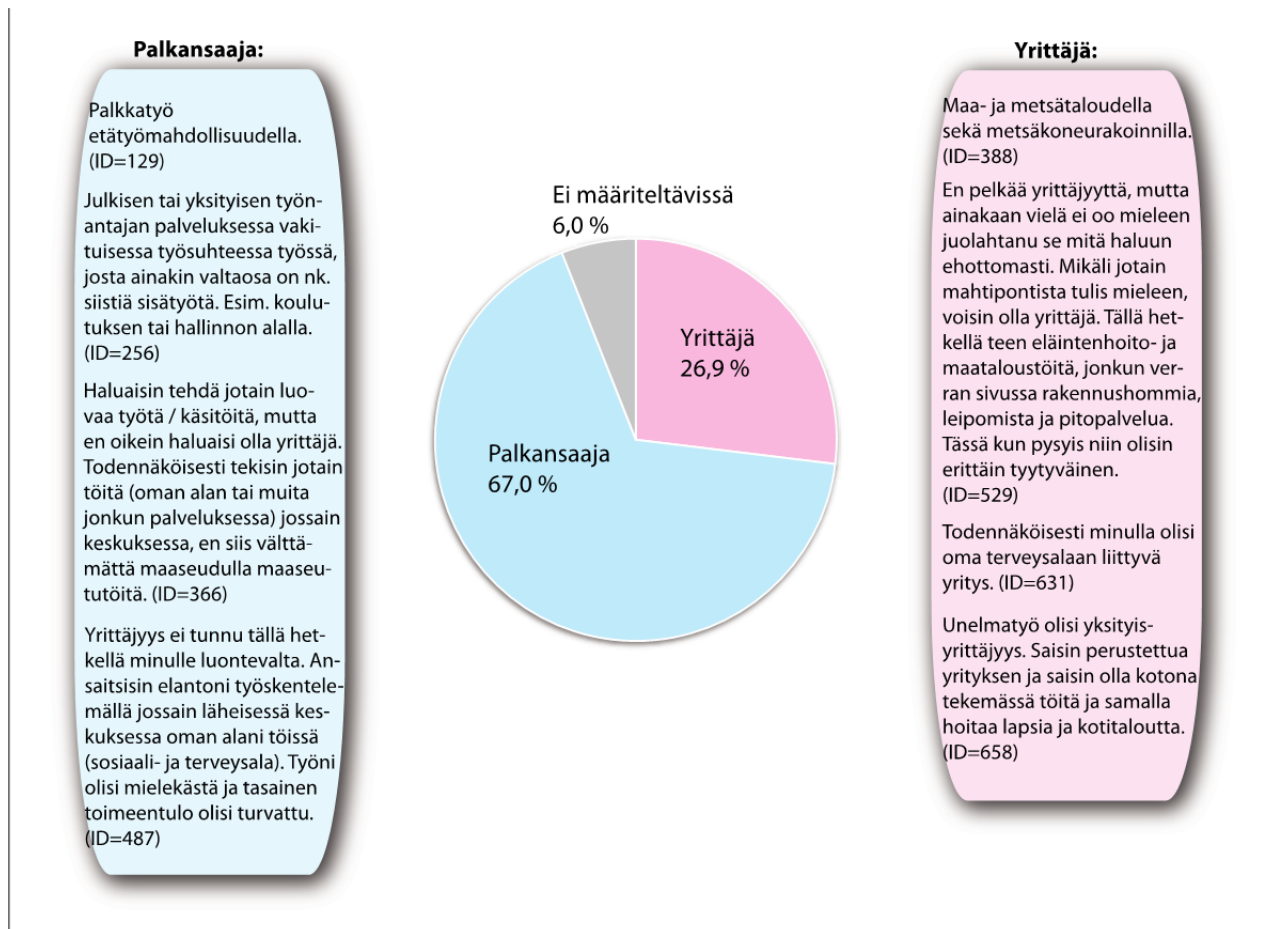 Palkansaaja:
Palkkatyö
etätyömahdollisuudella.
(ID=129)
Julkisen tai yksityisen työn-
antajan palveluksessa vaki-
tuisessa työsuhteessa työssä,
josta ainakin valtaosa on nk.
siistiä sisätyötä. Esim. koulu-
tuksen tai hallinnon alalla.
(ID=256)
Haluaisin tehdä jotain luo-
vaa työtä / käsitöitä, mutta
en oikein haluaisi olla yrittäjä.
Todennäköisesti tekisin jotain
töitä (oman alan tai muita
jonkun palveluksessa) jossain
keskuksessa, en siis välttä-
mättä maaseudulla maaseu-
tutöitä. (ID=366)
Yrittäjyys ei tunnu tällä het-
kellä minulle luontevalta. An-
saitsisin elantoni työskentele-
mällä jossain läheisessä kes-
kuksessa oman alani töissä
(sosiaali- ja terveysala). Työni
olisi mielekästä ja tasainen
toimeentulo olisi turvattu.
(ID=487)
Ei määriteltävissä
6,0 %
Yrittäjä
26,9 %
Palkansaaja
67,0 %
Yrittäjä:
Maa- ja metsätaloudella
sekä metsäkoneurakoinnilla.
(ID=388)
En pelkää yrittäjyyttä, mutta
ainakaan vielä ei oo mieleen
juolahtanu se mitä haluun
ehottomasti. Mikäli jotain
mahtipontista tulis mieleen,
voisin olla yrittäjä. Tällä het-
kellä teen eläintenhoito- ja
maataloustöitä, jonkun ver-
ran sivussa rakennushommia,
leipomista ja pitopalvelua.
Tässä kun pysyis niin olisin
erittäin tyytyväinen.
(ID=529)
Todennäköisesti minulla olisi
oma terveysalaan liittyvä
yritys. (ID=631)
Unelmatyö olisi yksityis-
yrittäjyys. Saisin perustettua
yrityksen ja saisin olla kotona
tekemässä töitä ja samalla
hoitaa lapsia ja kotitaloutta.
(ID=658)